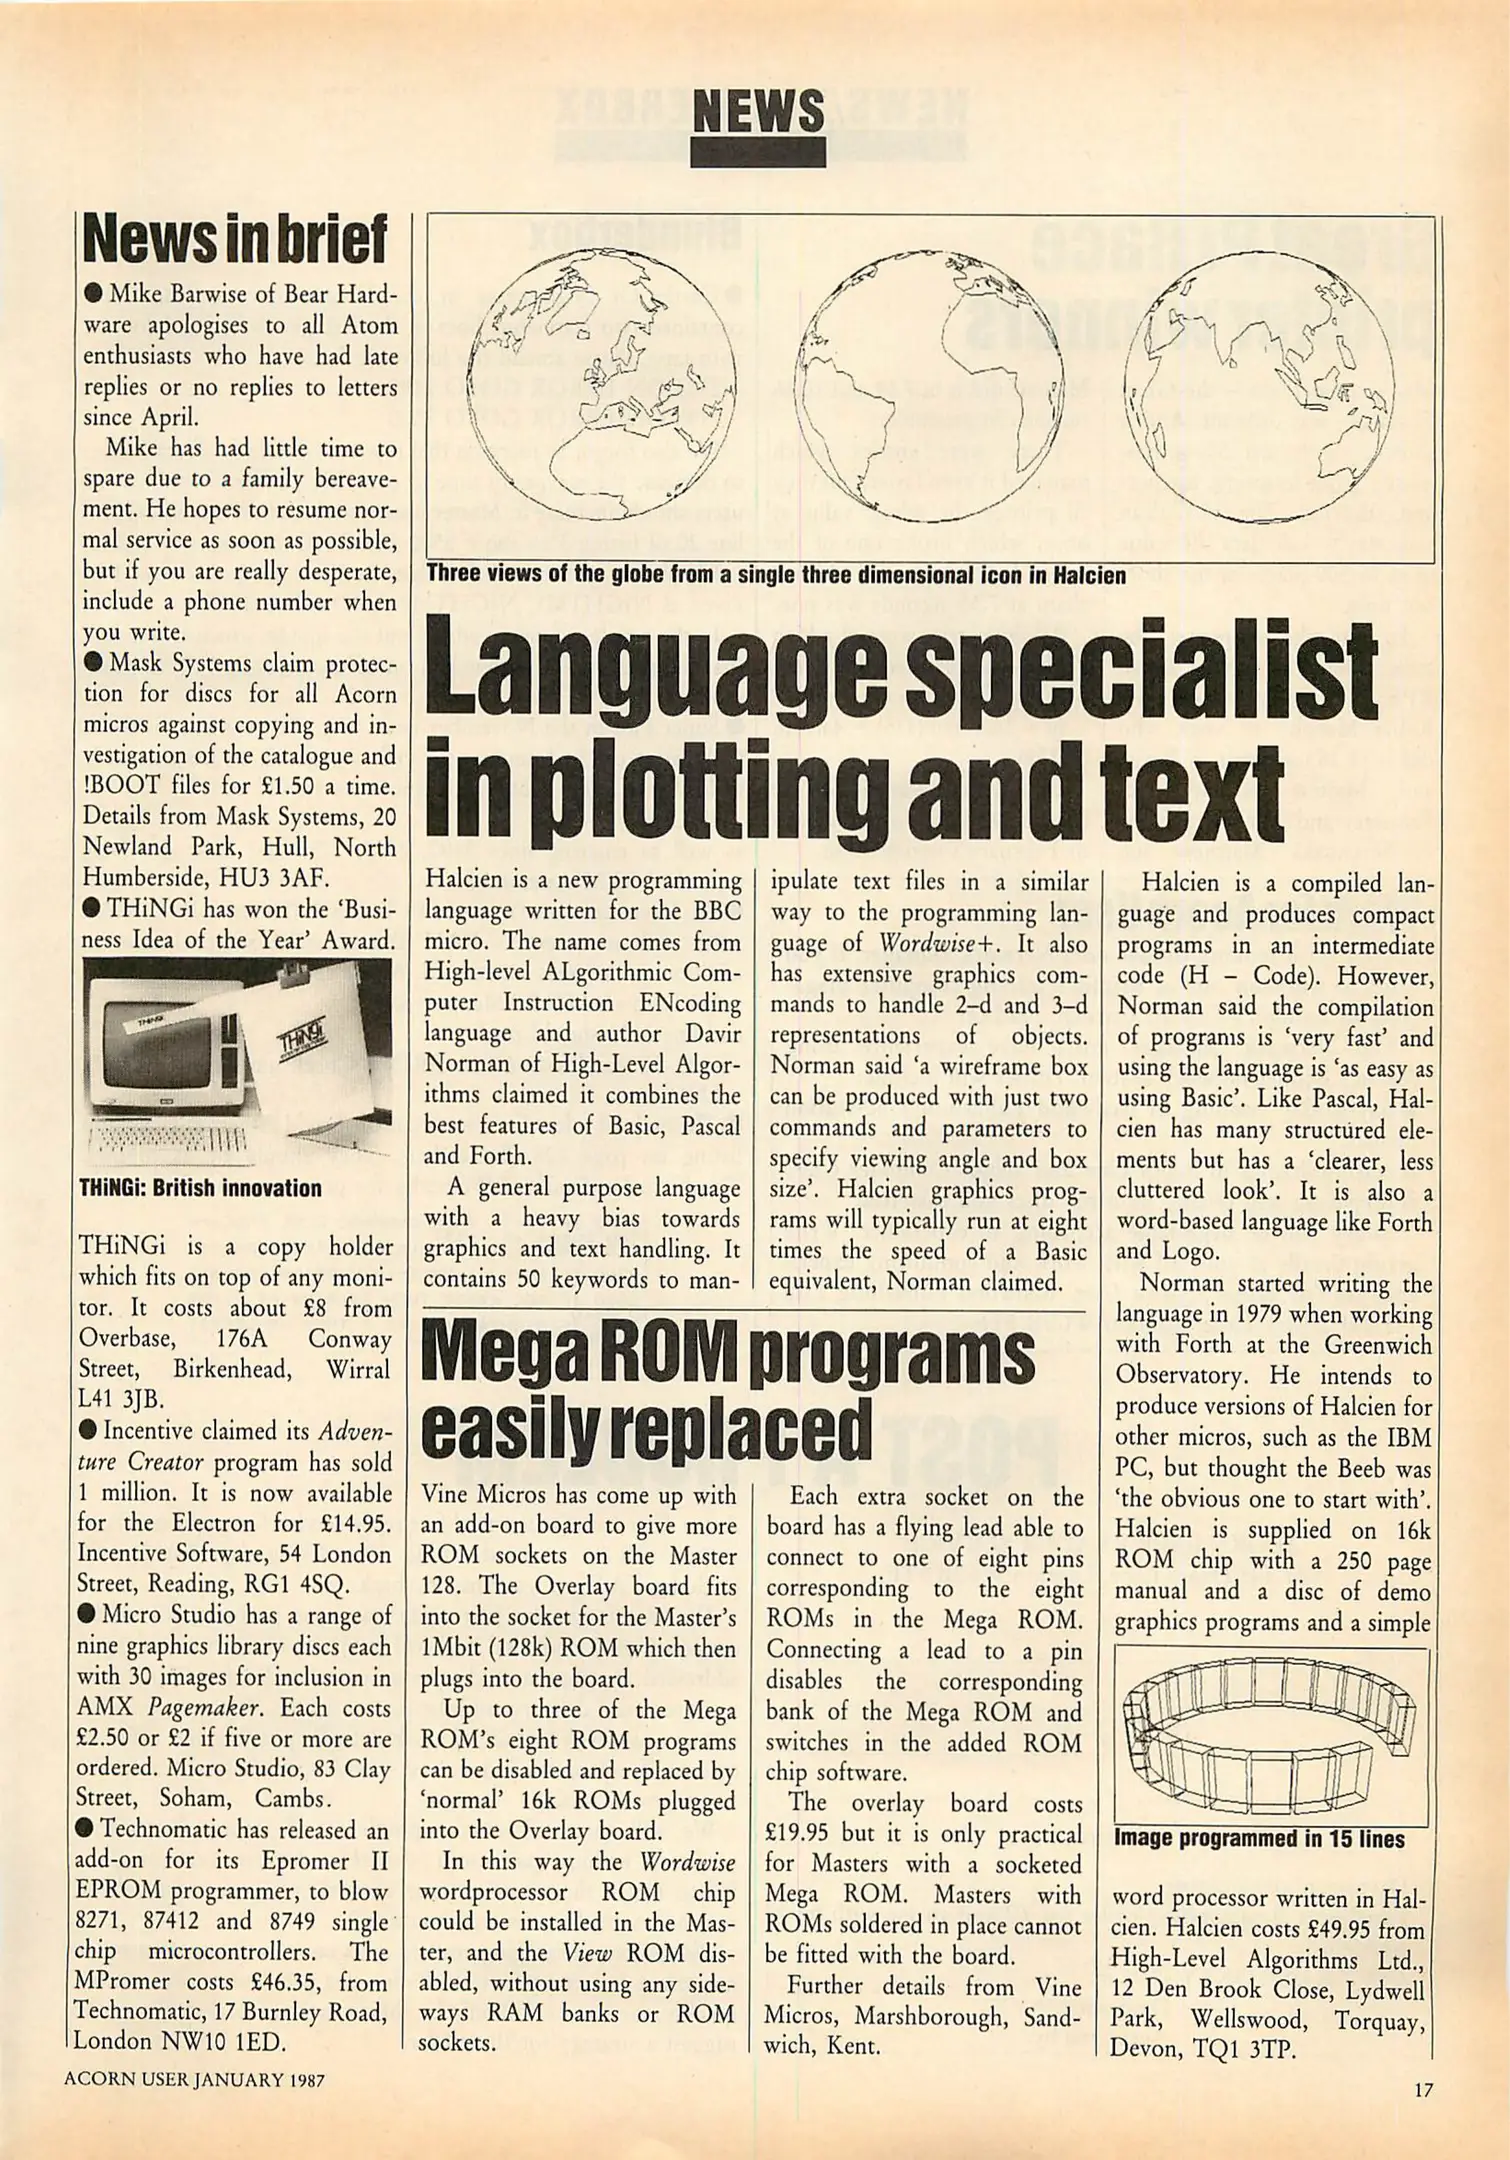 NEWS
News in brief
● Mike Barwise of Bear Hard-
ware apologises to all Atom
enthusiasts who have had late
replies or no replies to letters
since April.
Mike has had little time to
spare due to a family bereave-
ment. He hopes to resume nor-
mal service as soon as possible,
but if you are really desperate,
include a phone number when
you write.
● Mask Systems claim protec-
tion for discs for all Acorn
micros against copying and in-
vestigation of the catalogue and
!BOOT files for £1.50 a time.
Details from Mask Systems, 20
Newland Park, Hull, North
Humberside, HU3 3AF.
● THiNGi has won the ‘Busi-
ness Idea of the Year’ Award.
THiNGi
THiNGi
THiNGi: British innovation
THiNGi is a copy holder
which fits on top of any moni-
tor. It costs about £8 from
Overbase, 176A Conway
Street, Birkenhead, Wirral
L41 3JB.
● Incentive claimed its Adven-
ture Creator program has sold
1 million. It is now available
for the Electron for £14.95.
Incentive Software, 54 London
Street, Reading, RG1 4SQ.
● Micro Studio has a range of
nine graphics library discs each
with 30 images for inclusion in
AMX Pagemaker. Each costs
£2.50 or £2 if five or more are
ordered. Micro Studio, 83 Clay
Street, Soham, Cambs.
● Technomatic has released an
add-on for its Epromer II
EPROM programmer, to blow
8271, 87412 and 8749 single
chip microcontrollers. The
MPromer costs £46.35, from
Technomatic, 17 Burnley Road,
London NW10 1ED.
Three views of the globe from a single three dimensional icon in Halcien
Language specialist
in plotting and text
Halcien is a new programming
language written for the BBC
micro. The name comes from
High-level ALgorithmic Com-
puter Instruction ENcoding
language and author Davir
Norman of High-Level Algor-
ithms claimed it combines the
best features of Basic, Pascal
and Forth.
A general purpose language
with a heavy bias towards
graphics and text handling. It
contains 50 keywords to man-
ipulate text files in a similar
way to the programming lan-
guage of Wordwise+. It also
has extensive graphics com-
mands to handle 2–d and 3–d
representations of objects.
Norman said ‘a wireframe box
can be produced with just two
commands and parameters to
specify viewing angle and box
size’. Halcien graphics prog-
rams will typically run at eight
times the speed of a Basic
equivalent, Norman claimed.
Halcien is a compiled lan-
guage and produces compact
programs in an intermediate
code (H – Code). However,
Norman said the compilation
of programs is ‘very fast’ and
using the language is ‘as easy as
using Basic’. Like Pascal, Hal-
cien has many structured ele-
ments but has a ‘clearer, less
cluttered look’. It is also a
word-based language like Forth
and Logo.
Norman started writing the
language in 1979 when working
with Forth at the Greenwich
Observatory. He intends to
produce versions of Halcien for
other micros, such as the IBM
PC, but thought the Beeb was
‘the obvious one to start with’.
Halcien is supplied on 16k
ROM chip with a 250 page
manual and a disc of demo
graphics programs and a simple
Image programmed in 15 lines
word processor written in Hal-
cien. Halcien costs £49.95 from
High-Level Algorithms Ltd.,
12 Den Brook Close, Lydwell
Park, Wellswood, Torquay,
Devon, TQ1 3TP.
Mega ROM programs
easily replaced
Vine Micros has come up with
an add-on board to give more
ROM sockets on the Master
128. The Overlay board fits
into the socket for the Master’s
1Mbit (128k) ROM which then
plugs into the board.
Up to three of the Mega
ROM’s eight ROM programs
can be disabled and replaced by
‘normal’ 16k ROMs plugged
into the Overlay board.
In this way the Wordwise
wordprocessor ROM chip
could be installed in the Mas-
ter, and the View ROM dis-
abled, without using any side-
ways RAM banks or ROM
sockets.
Each extra socket on the
board has a flying lead able to
connect to one of eight pins
corresponding to the eight
ROMs in the Mega ROM.
Connecting a lead to a pin
disables the corresponding
bank of the Mega ROM and
switches in the added ROM
chip software.
The overlay board costs
£19.95 but it is only practical
for Masters with a socketed
Mega ROM. Masters with
ROMs soldered in place cannot
be fitted with the board.
Further details from Vine
Micros, Marshborough, Sand-
wich, Kent.
ACORN USER JANUARY 1987
17